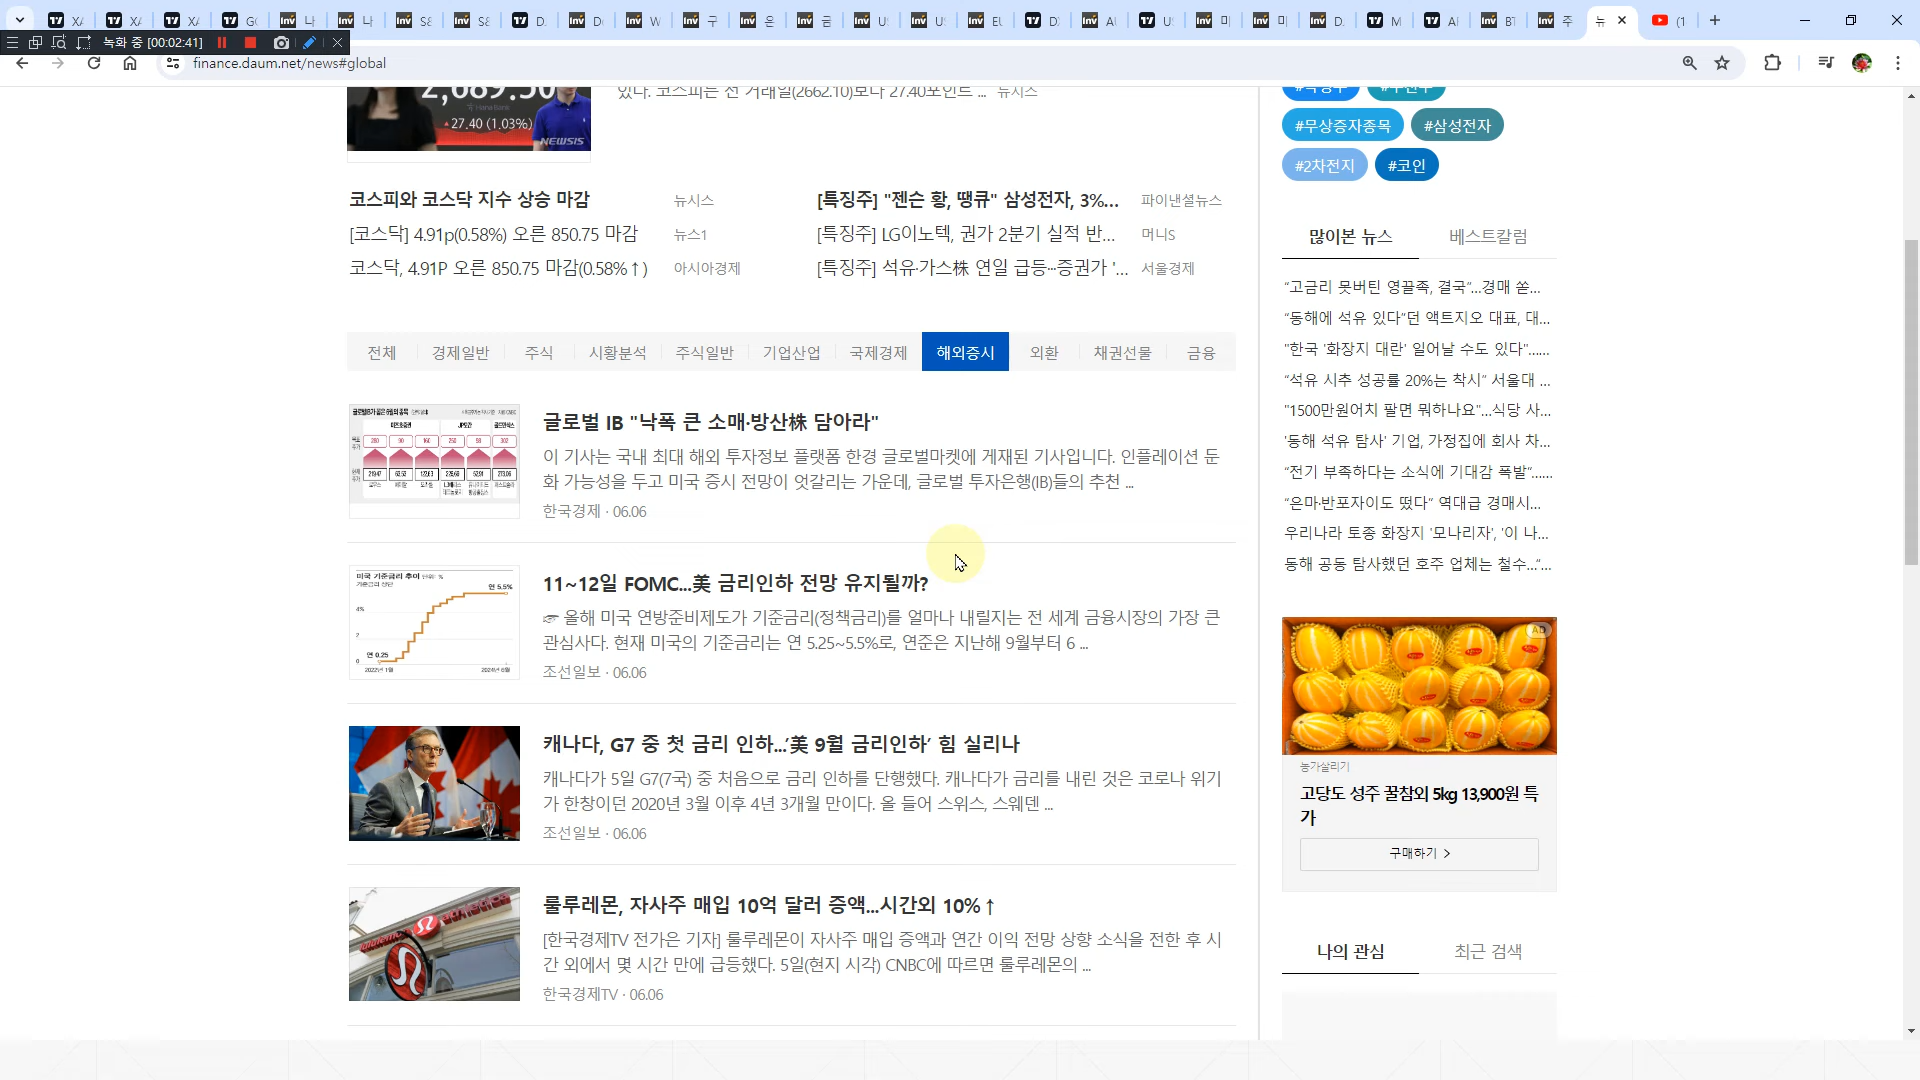 녹화 중 [00:02:41]
finance.daum.net/news#global
2,689.50
▲27.40 (1.03%)
NEWSIS
있다. 코스피는 전 거래일(2662.10)보다 27.40포인트 ... 뉴시스
코스피와 코스닥 지수 상승 마감 뉴시스
[코스닥] 4.91p(0.58%) 오른 850.75 마감 뉴스1
코스닥, 4.91P 오른 850.75 마감(0.58%↑) 아시아경제
[특징주] "젠슨 황, 땡큐" 삼성전자, 3%... 파이낸셜뉴스
[특징주] LG이노텍, 권가 2분기 실적 반... 머니S
[특징주] 석유·가스株 연일 급등…증권가 '... 서울경제
전체 경제일반 주식 시황분석 주식일반 기업산업 국제경제 해외증시 외환 채권선물 금융
글로벌 IB "낙폭 큰 소매·방산株 담아라"
이 기사는 국내 최대 해외 투자정보 플랫폼 한경 글로벌마켓에 게재된 기사입니다. 인플레이션 둔
화 가능성을 두고 미국 증시 전망이 엇갈리는 가운데, 글로벌 투자은행(IB)들의 추천 ...
한국경제 · 06.06
미국 기준금리 추이
연 5.5%
4%
2
0
연 0.25
2022년 1월
2024년 6월
11~12일 FOMC...美 금리인하 전망 유지될까?
☞ 올해 미국 연방준비제도가 기준금리(정책금리)를 얼마나 내릴지는 전 세계 금융시장의 가장 큰
관심사다. 현재 미국의 기준금리는 연 5.25~5.5%로, 연준은 지난해 9월부터 6 ...
조선일보 · 06.06
캐나다, G7 중 첫 금리 인하...'美 9월 금리인하' 힘 실리나
캐나다가 5일 G7(7국) 중 처음으로 금리 인하를 단행했다. 캐나다가 금리를 내린 것은 코로나 위기
가 한창이던 2020년 3월 이후 4년 3개월 만이다. 올 들어 스위스, 스웨덴 ...
조선일보 · 06.06
룰루레몬, 자사주 매입 10억 달러 증액...시간외 10%↑
[한국경제TV 전가은 기자] 룰루레몬이 자사주 매입 증액과 연간 이익 전망 상향 소식을 전한 후 시
간 외에서 몇 시간 만에 급등했다. 5일(현지 시각) CNBC에 따르면 룰루레몬의 ...
한국경제TV · 06.06
#무상증자종목 #삼성전자
#2차전지 #코인
많이본 뉴스 베스트칼럼
"고금리 못버틴 영끌족, 결국"...경매 쏟...
"동해에 석유 있다"던 액트지오 대표, 대...
"한국 '화장지 대란' 일어날 수도 있다"......
"석유 시추 성공률 20%는 착시" 서울대 ...
"1500만원어치 팔면 뭐하나요"...식당 사...
'동해 석유 탐사' 기업, 가정집에 회사 차...
"전기 부족하다는 소식에 기대감 폭발"......
"은마·반포자이도 떴다" 역대급 경매시...
우리나라 토종 화장지 '모나리자', '이 나...
동해 공동 탐사했던 호주 업체는 철수..."...
AD
농가살리기
고당도 성주 꿀참외 5kg 13,900원 특
가
구매하기 >
나의 관심 최근 검색